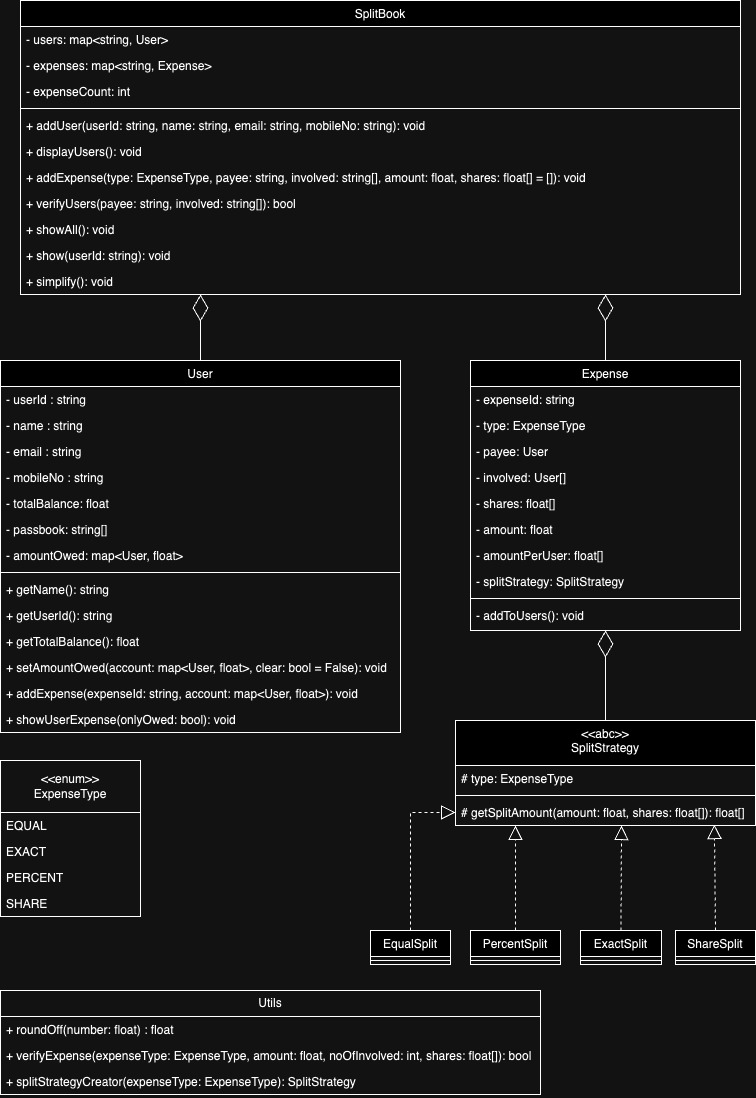 SplitBook
- users: map<string, User>
- expenses: map<string, Expense>
- expenseCount: int
+ addUser(userId: string, name: string, email: string, mobileNo: string): void
+ displayUsers(): void
+ addExpense(type: ExpenseType, payee: string, involved: string[], amount: float, shares: float[] = []): void
+ verifyUsers(payee: string, involved: string[]): bool
+ showAll(): void
+ show(userId: string): void
+ simplify(): void
User
- userId : string
- name : string
- email : string
- mobileNo : string
- totalBalance: float
- passbook: string[]
- amountOwed: map<User, float>
+ getName(): string
+ getUserId(): string
+ getTotalBalance(): float
+ setAmountOwed(account: map<User, float>, clear: bool = False): void
+ addExpense(expenseId: string, account: map<User, float>): void
+ showUserExpense(onlyOwed: bool): void
Expense
- expenseId: string
- type: ExpenseType
- payee: User
- involved: User[]
- shares: float[]
- amount: float
- amountPerUser: float[]
- splitStrategy: SplitStrategy
- addToUsers(): void
<<abc>>
SplitStrategy
# type: ExpenseType
# getSplitAmount(amount: float, shares: float[]): float[]
<<enum>>
ExpenseType
EQUAL
EXACT
PERCENT
SHARE
EqualSplit
PercentSplit
ExactSplit
ShareSplit
Utils
+ roundOff(number: float) : float
+ verifyExpense(expenseType: ExpenseType, amount: float, noOfInvolved: int, shares: float[]): bool
+ splitStrategyCreator(expenseType: ExpenseType): SplitStrategy